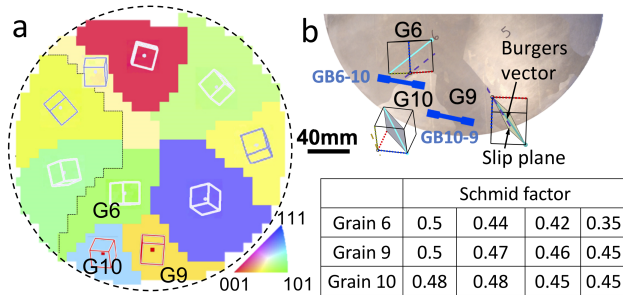 a
G6
G10
G9
111
001
101
b
G6
Burgers
vector
GB6-10
G10
G9
GB10-9
40mm
Slip plane
Schmid factor
Grain 6 0.5 0.44 0.42 0.35
Grain 9 0.5 0.47 0.46 0.45
Grain 10 0.48 0.48 0.45 0.45